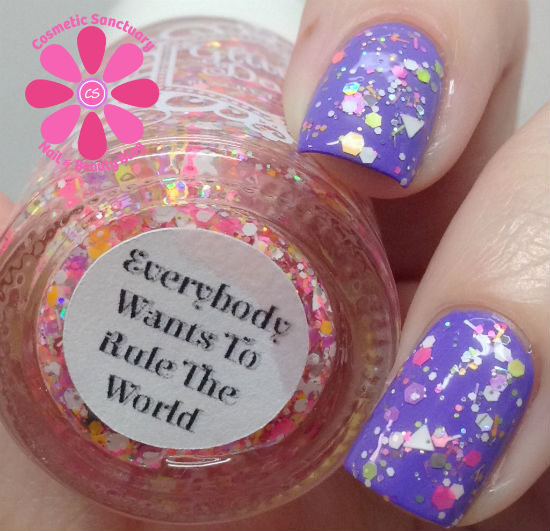 Cosmetic Sanctuary
CS
Everybody
Wants To
Rule The
World